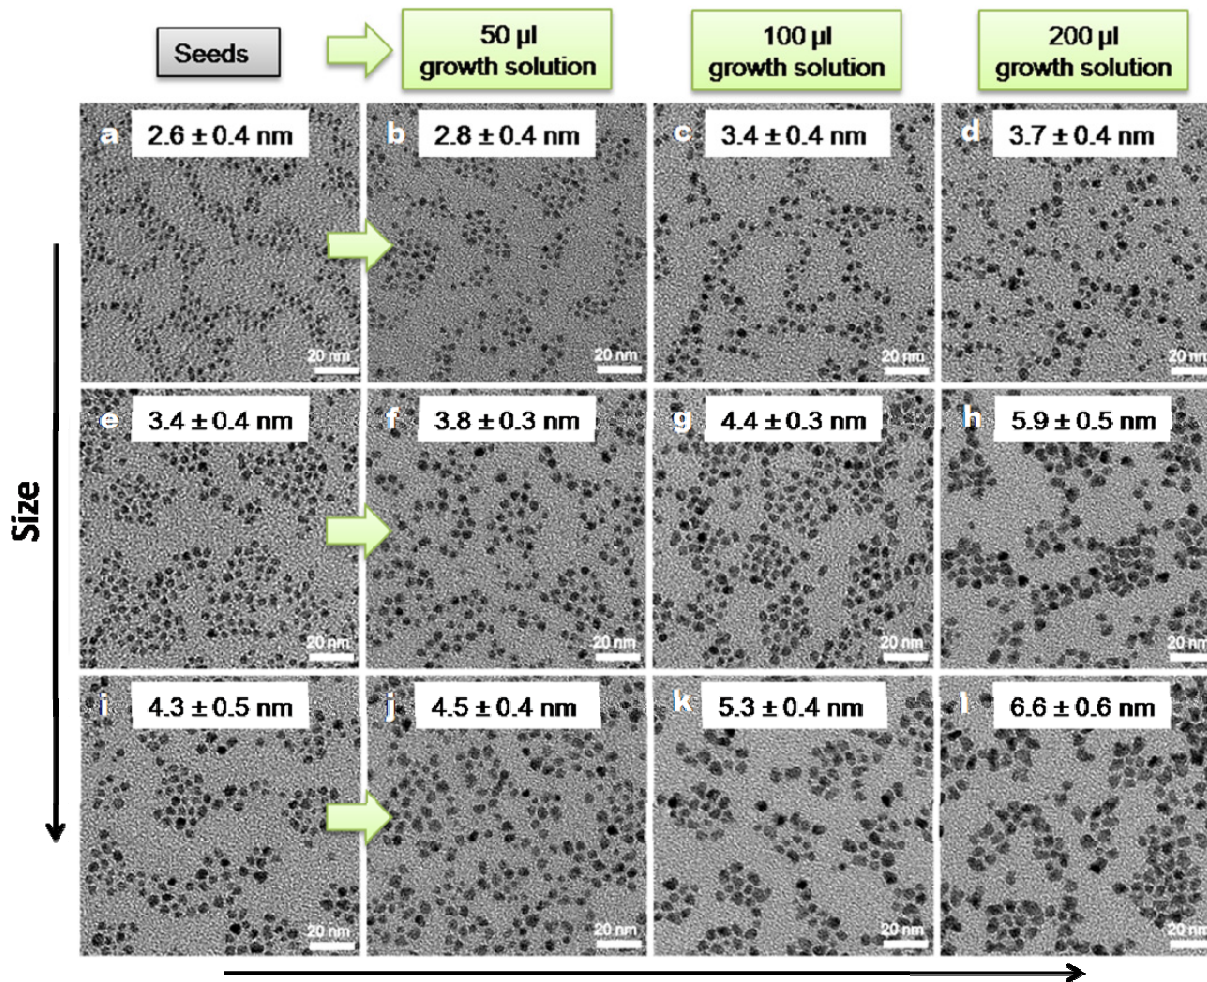 Seeds
50 µl
growth solution
100 µl
growth solution
200 µl
growth solution
a 2.6 ± 0.4 nm
b 2.8 ± 0.4 nm
c 3.4 ± 0.4 nm
d 3.7 ± 0.4 nm
20 nm
20 nm
20 nm
20 nm
e 3.4 ± 0.4 nm
f 3.8 ± 0.3 nm
g 4.4 ± 0.3 nm
h 5.9 ± 0.5 nm
Size
20 nm
20 nm
20 nm
20 nm
i 4.3 ± 0.5 nm
j 4.5 ± 0.4 nm
k 5.3 ± 0.4 nm
l 6.6 ± 0.6 nm
20 nm
20 nm
20 nm
20 nm